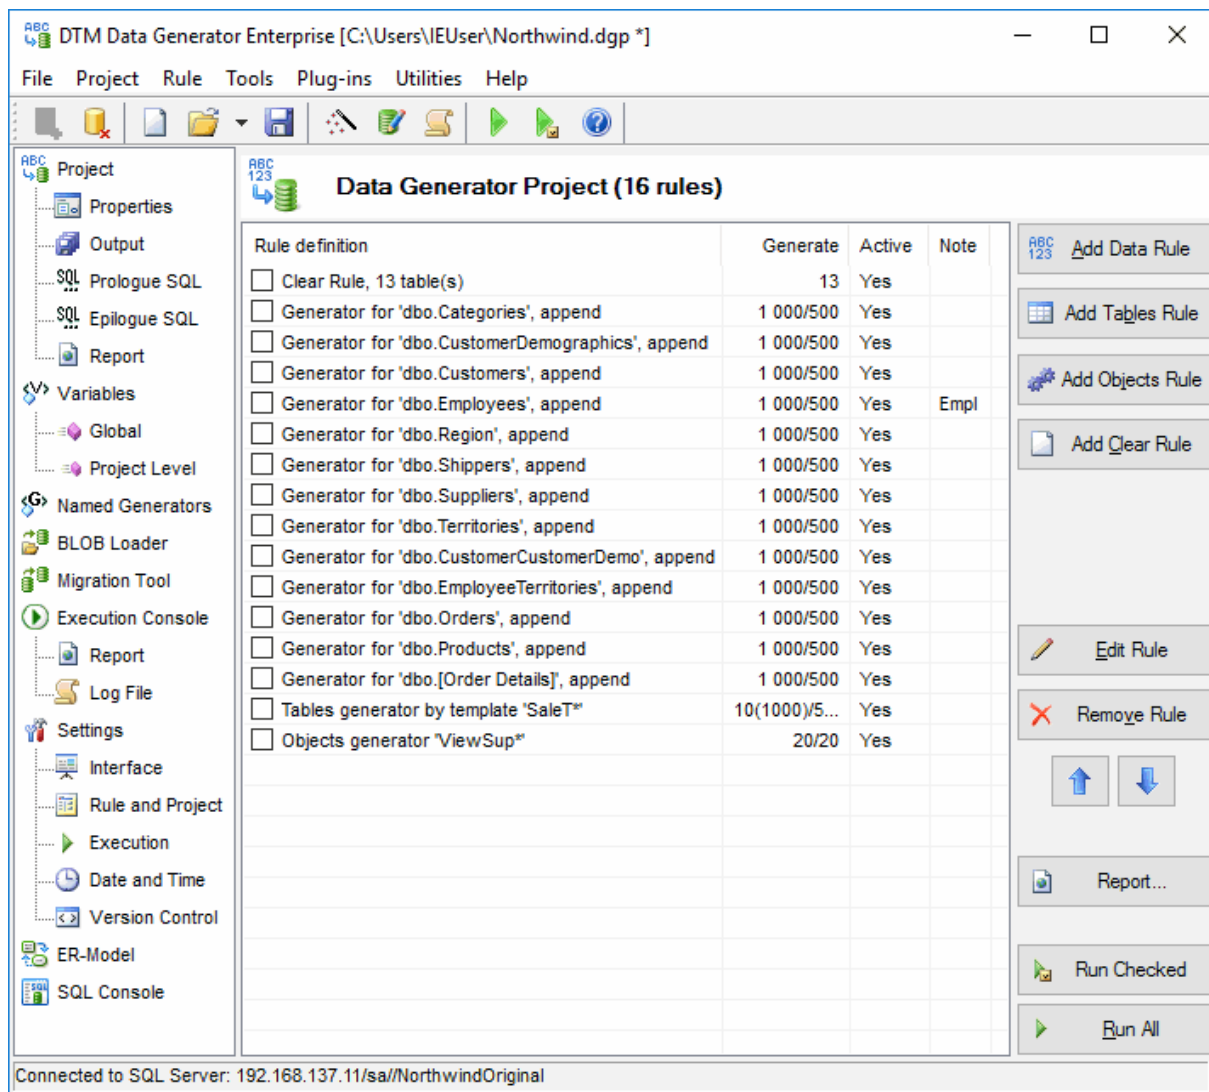 DTM Data Generator Enterprise [C:\Users\IEUser\Northwind.dgp *]
File Project Rule Tools Plug-ins Utilities Help
ABC Project
Properties
Output
SQL Prologue SQL
SQL Epilogue SQL
Report
Variables
Global
Project Level
Named Generators
BLOB Loader
Migration Tool
Execution Console
Report
Log File
Settings
Interface
Rule and Project
Execution
Date and Time
Version Control
ER-Model
SQL Console
ABC 123 Data Generator Project (16 rules)
Rule definition Generate Active Note
Clear Rule, 13 table(s) 13 Yes
Generator for 'dbo.Categories', append 1 000/500 Yes
Generator for 'dbo.CustomerDemographics', append 1 000/500 Yes
Generator for 'dbo.Customers', append 1 000/500 Yes
Generator for 'dbo.Employees', append 1 000/500 Yes Empl
Generator for 'dbo.Region', append 1 000/500 Yes
Generator for 'dbo.Shippers', append 1 000/500 Yes
Generator for 'dbo.Suppliers', append 1 000/500 Yes
Generator for 'dbo.Territories', append 1 000/500 Yes
Generator for 'dbo.CustomerCustomerDemo', append 1 000/500 Yes
Generator for 'dbo.EmployeeTerritories', append 1 000/500 Yes
Generator for 'dbo.Orders', append 1 000/500 Yes
Generator for 'dbo.Products', append 1 000/500 Yes
Generator for 'dbo.[Order Details]', append 1 000/500 Yes
Tables generator by template 'SaleT*' 10(1000)/5... Yes
Objects generator 'ViewSup*' 20/20 Yes
ABC 123 Add Data Rule
Add Tables Rule
Add Objects Rule
Add Clear Rule
Edit Rule
Remove Rule
Report...
Run Checked
Run All
Connected to SQL Server: 192.168.137.11/sa//NorthwindOriginal